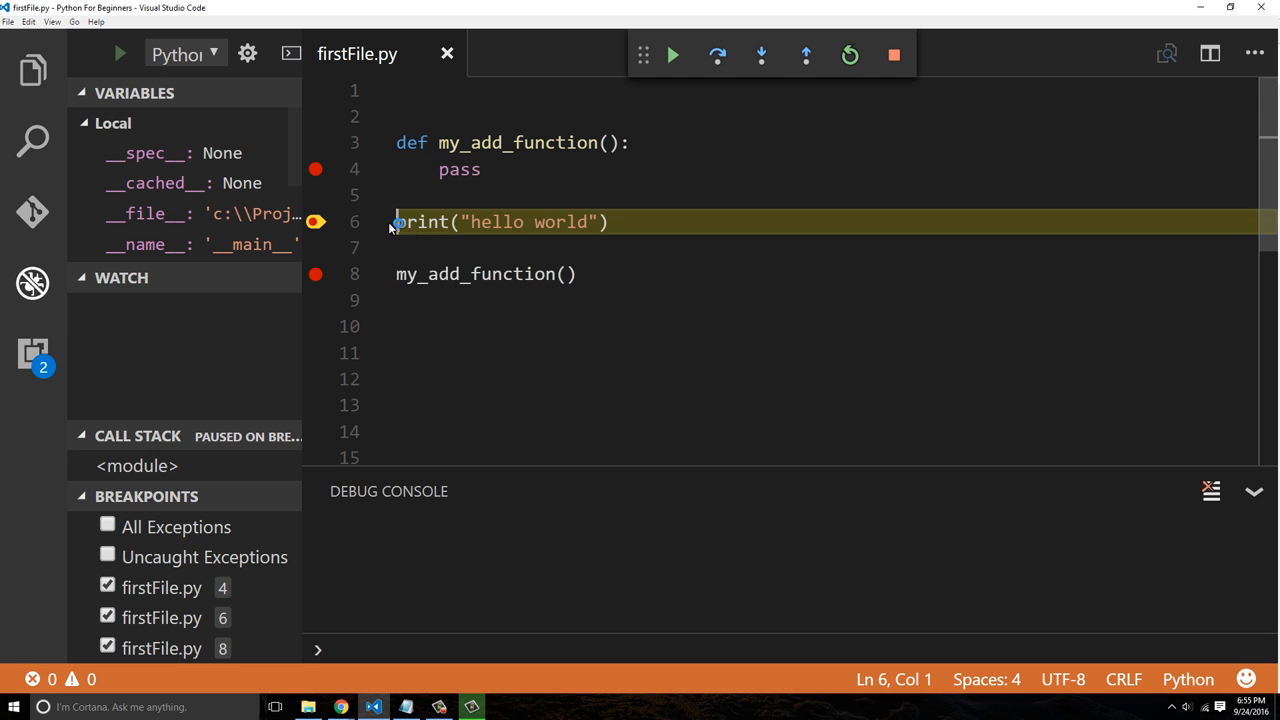 firstFile.py - Python For Beginners - Visual Studio Code
File Edit View Go Help
Python
firstFile.py
VARIABLES
Local
__spec__: None
__cached__: None
__file__: 'c:\\Proj…
__name__: '__main__'
WATCH
CALL STACK PAUSED ON BRE…
<module>
BREAKPOINTS
All Exceptions
Uncaught Exceptions
firstFile.py 4
firstFile.py 6
firstFile.py 8
2
1
2
3 def my_add_function():
4 pass
5
6 print("hello world")
7
8 my_add_function()
9
10
11
12
13
14
15
DEBUG CONSOLE
0 0
Ln 6, Col 1 Spaces: 4 UTF-8 CRLF Python
I'm Cortana. Ask me anything.
6:55 PM
9/24/2016